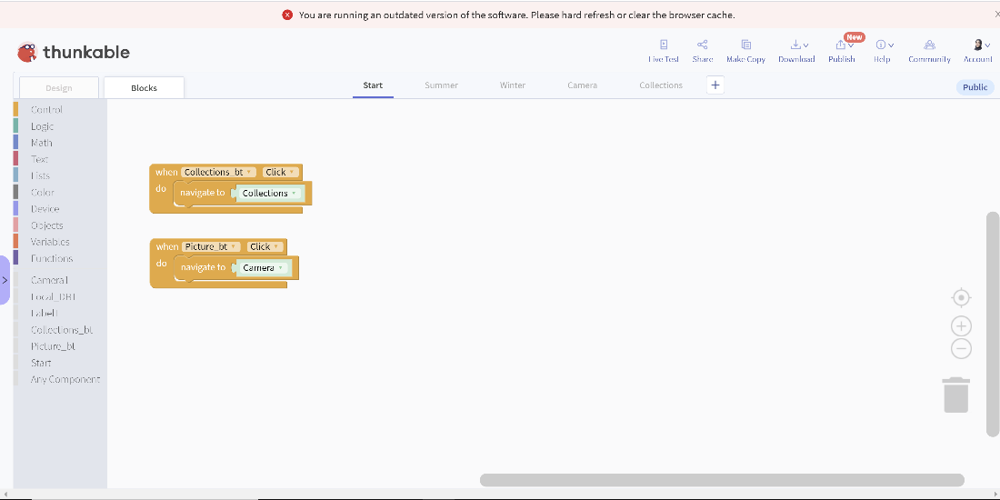 You are running an outdated version of the software. Please hard refresh or clear the browser cache.
thunkable
New
Live Test Share Make Copy Download Publish Help Community Account
Design Blocks Start Summer Winter Camera Collections +
Public
Control
Logic
Math
Text
Lists
Color
Device
Objects
Variables
Functions
Camera1
Local_DB1
Label1
Collections_bt
Picture_bt
Start
Any Component
when Collections_bt Click
do navigate to Collections
when Picture_bt Click
do navigate to Camera